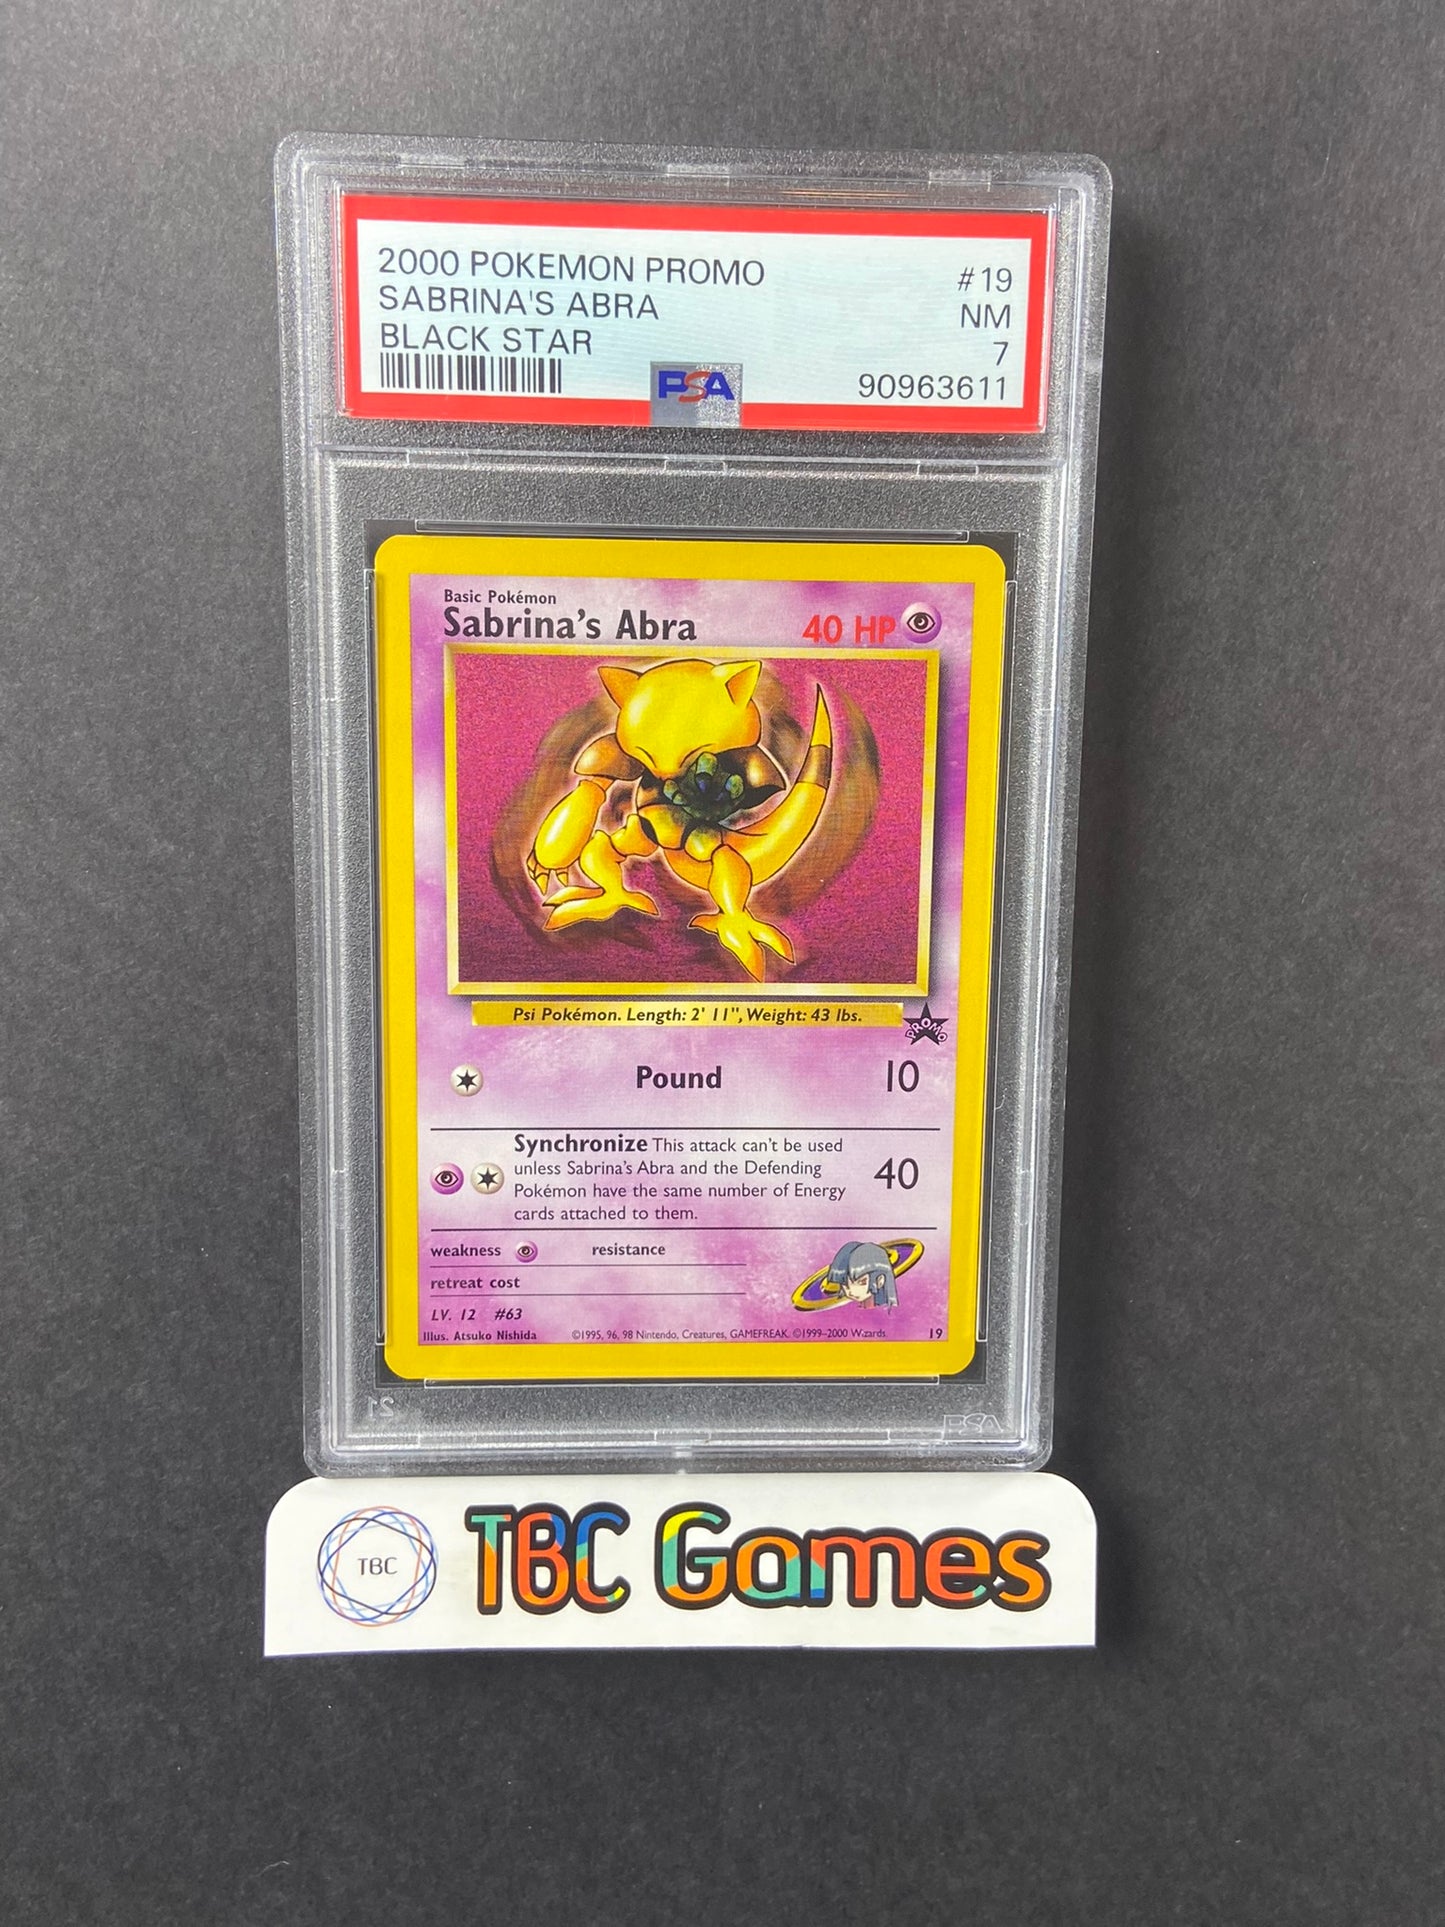 2000 POKEMON PROMO #19
SABRINA'S ABRA NM
BLACK STAR 7
PSA 90963611
Basic Pokémon
Sabrina's Abra 40 HP
Psi Pokémon. Length: 2' 11", Weight: 43 lbs.
PROMO
Pound 10
Synchronize This attack can't be used
unless Sabrina's Abra and the Defending
Pokémon have the same number of Energy
cards attached to them.
40
weakness resistance
retreat cost
LV. 12 #63
Illus. Atsuko Nishida ©1995, 96, 98 Nintendo, Creatures, GAMEFREAK. ©1999-2000 Wizards. 19
21 PSA
TBC TBC Games